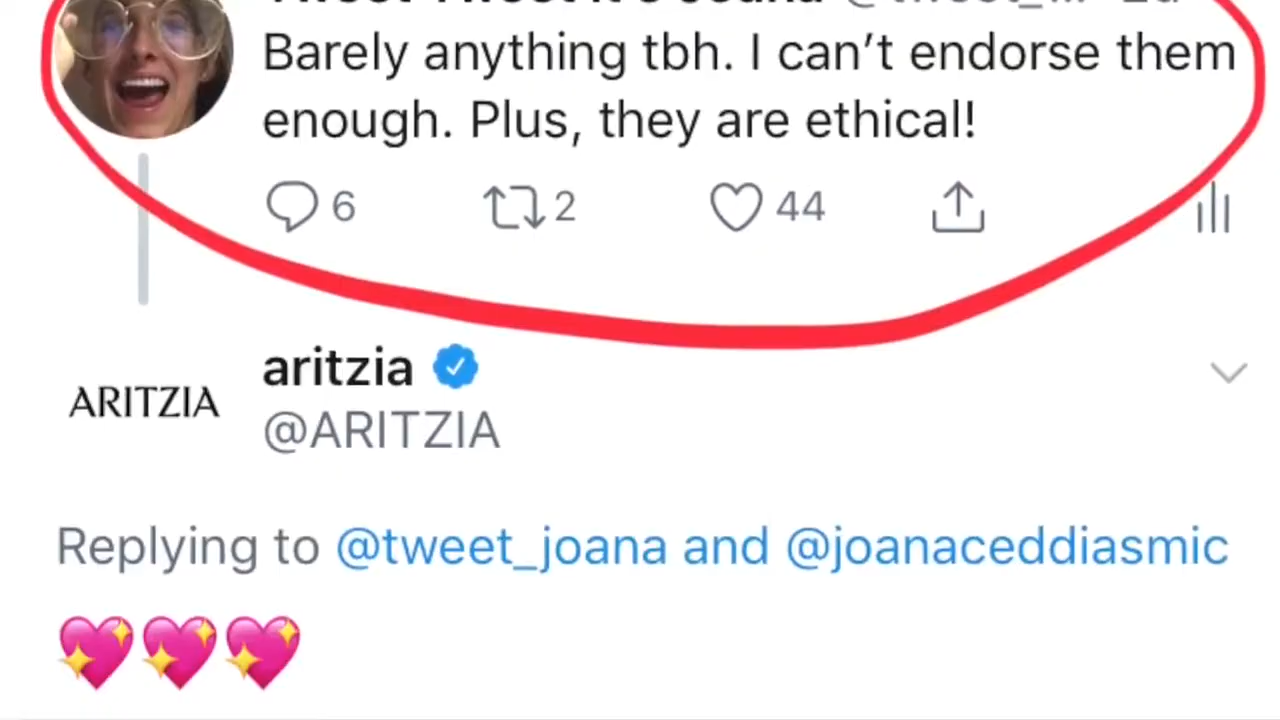 Barely anything tbh. I can't endorse them
enough. Plus, they are ethical!
6 2 44
aritzia
ARITZIA
@ARITZIA
Replying to @tweet_joana and @joanaceddiasmic